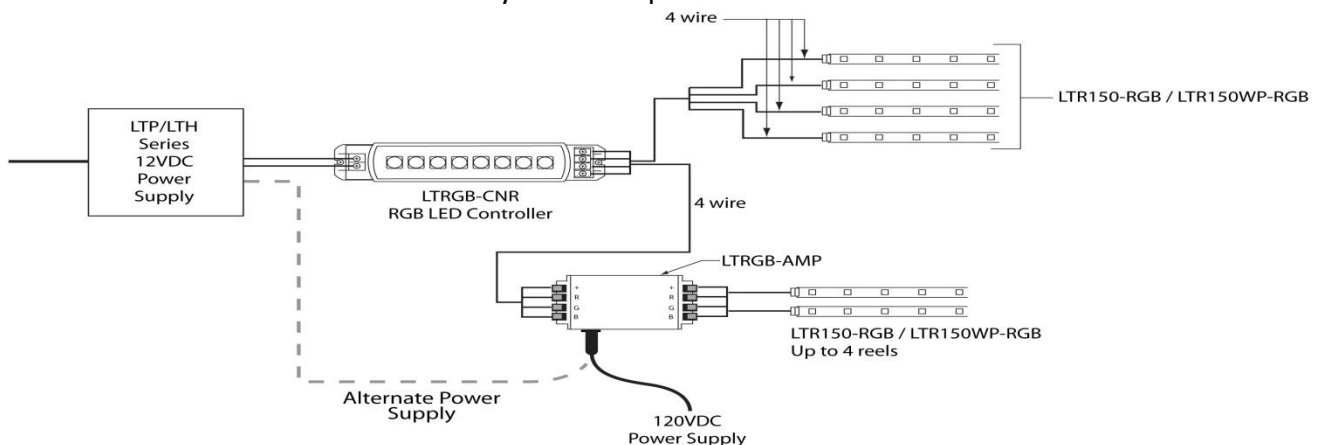 4 wire
LTR150-RGB / LTR150WP-RGB
LTP/LTH
Series
12VDC
Power
Supply
LTRGB-CNR
RGB LED Controller
4 wire
LTRGB-AMP
+ +
R R
G G
B B
LTR150-RGB / LTR150WP-RGB
Up to 4 reels
Alternate Power
Supply
120VDC
Power Supply